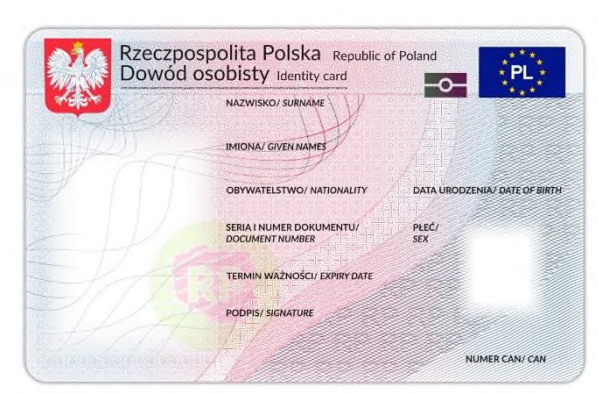 Rzeczpospolita Polska Republic of Poland
Dowód osobisty Identity card
PL
NAZWISKO/ SURNAME
IMIONA/ GIVEN NAMES
OBYWATELSTWO/ NATIONALITY DATA URODZENIA/ DATE OF BIRTH
SERIA I NUMER DOKUMENTU/ PŁEĆ/
DOCUMENT NUMBER SEX
TERMIN WAŻNOŚCI/ EXPIRY DATE
PODPIS/ SIGNATURE
NUMER CAN/ CAN